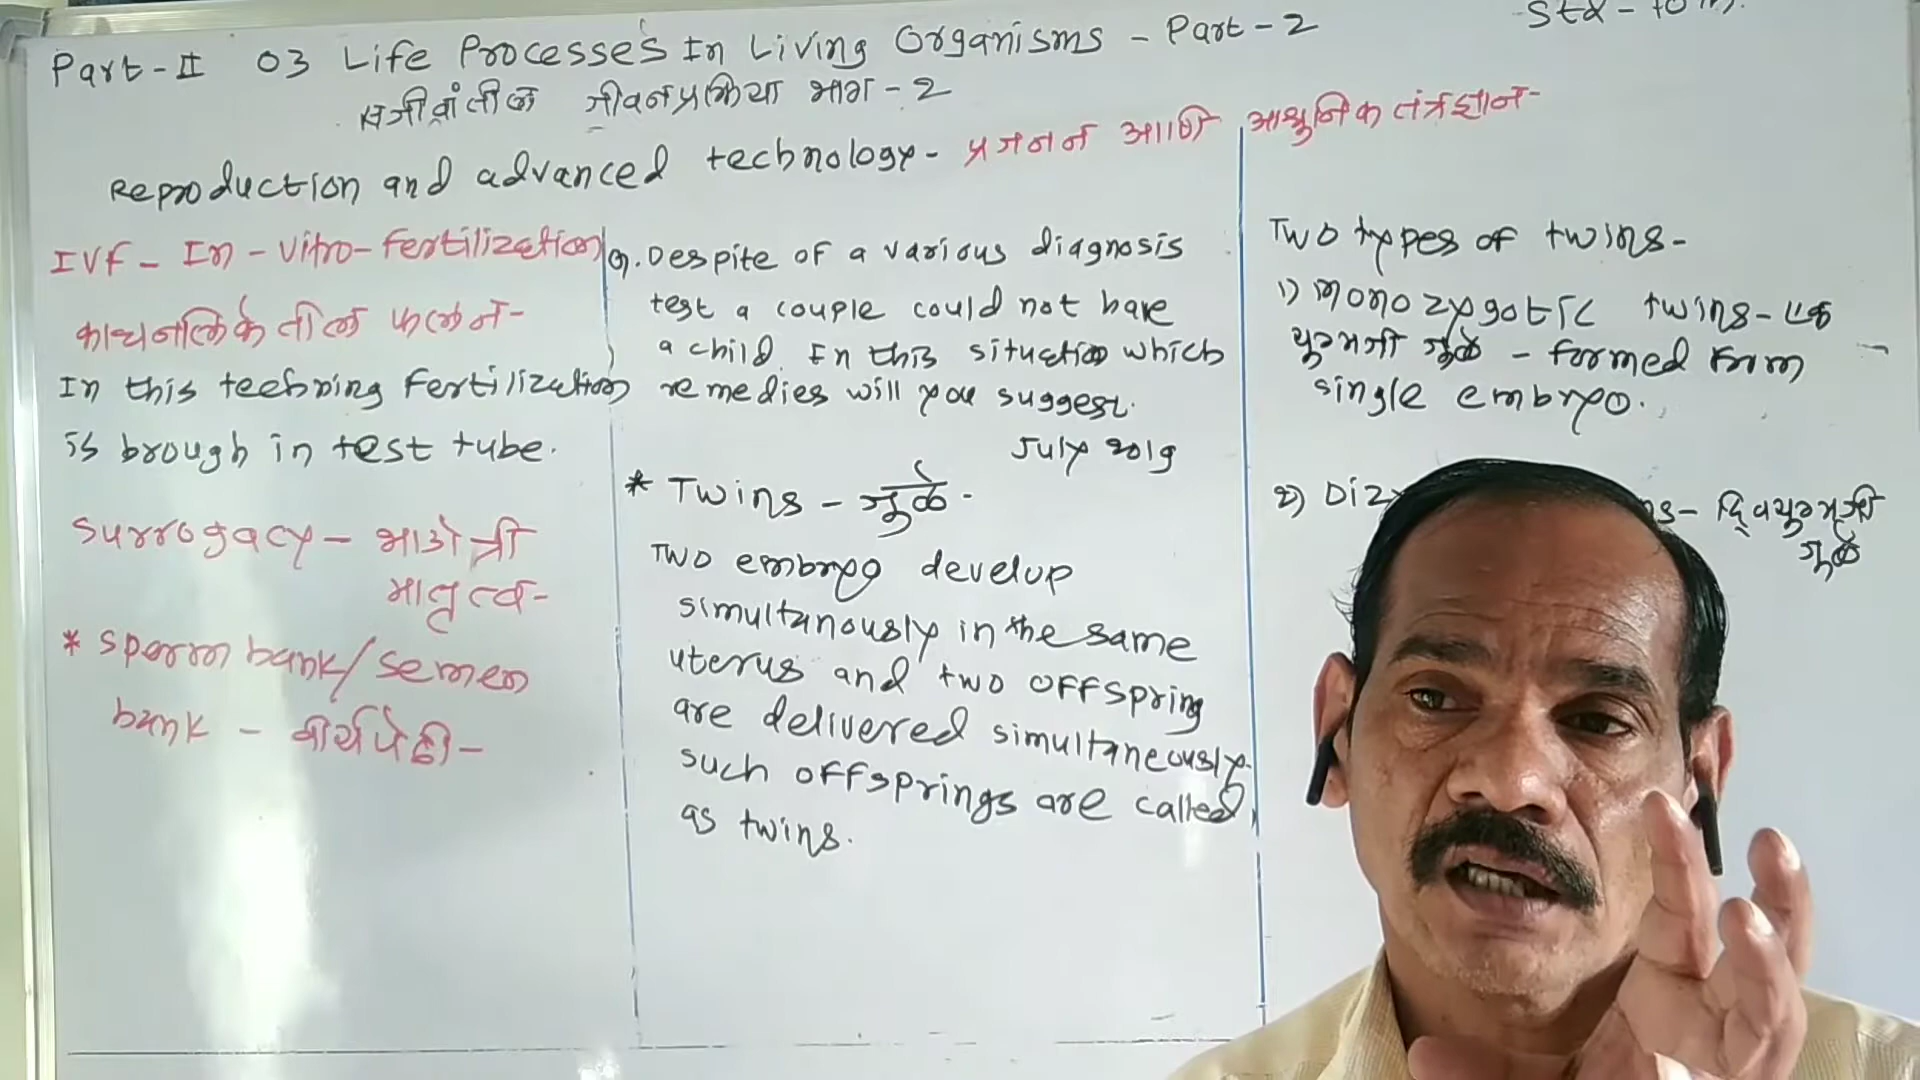 Part-II 03 Life Processes In Living Organisms - Part-2
Std - 10th.
सजीवांतील जीवनप्रक्रिया भाग-2
Reproduction and advanced technology- प्रजनन आणि आधुनिक तंत्रज्ञान-
IVF - In-vitro-fertilization
काचनलिकेतील फलन-
In this teehning Fertilization
is brough in test tube.
surrogacy-
मातृत्व-
* sperm bank/semen
bank - वीर्यपेढी-
Q. Despite of a various diagnosis
test a couple could not have
a child. In this situation which
remedies will you suggest.
July 2019
* Twins - जुळे.
Two embryo develop
simultanously in the same
uterus and two offspring
are delivered simultaneously.
such offsprings are called
as twins.
Two types of twins-
1) monozygotic twins- एक
युग्मजी जुळे - formed from
single embryo.
2) Diz
s- द्वियुग्मजी
जुळे